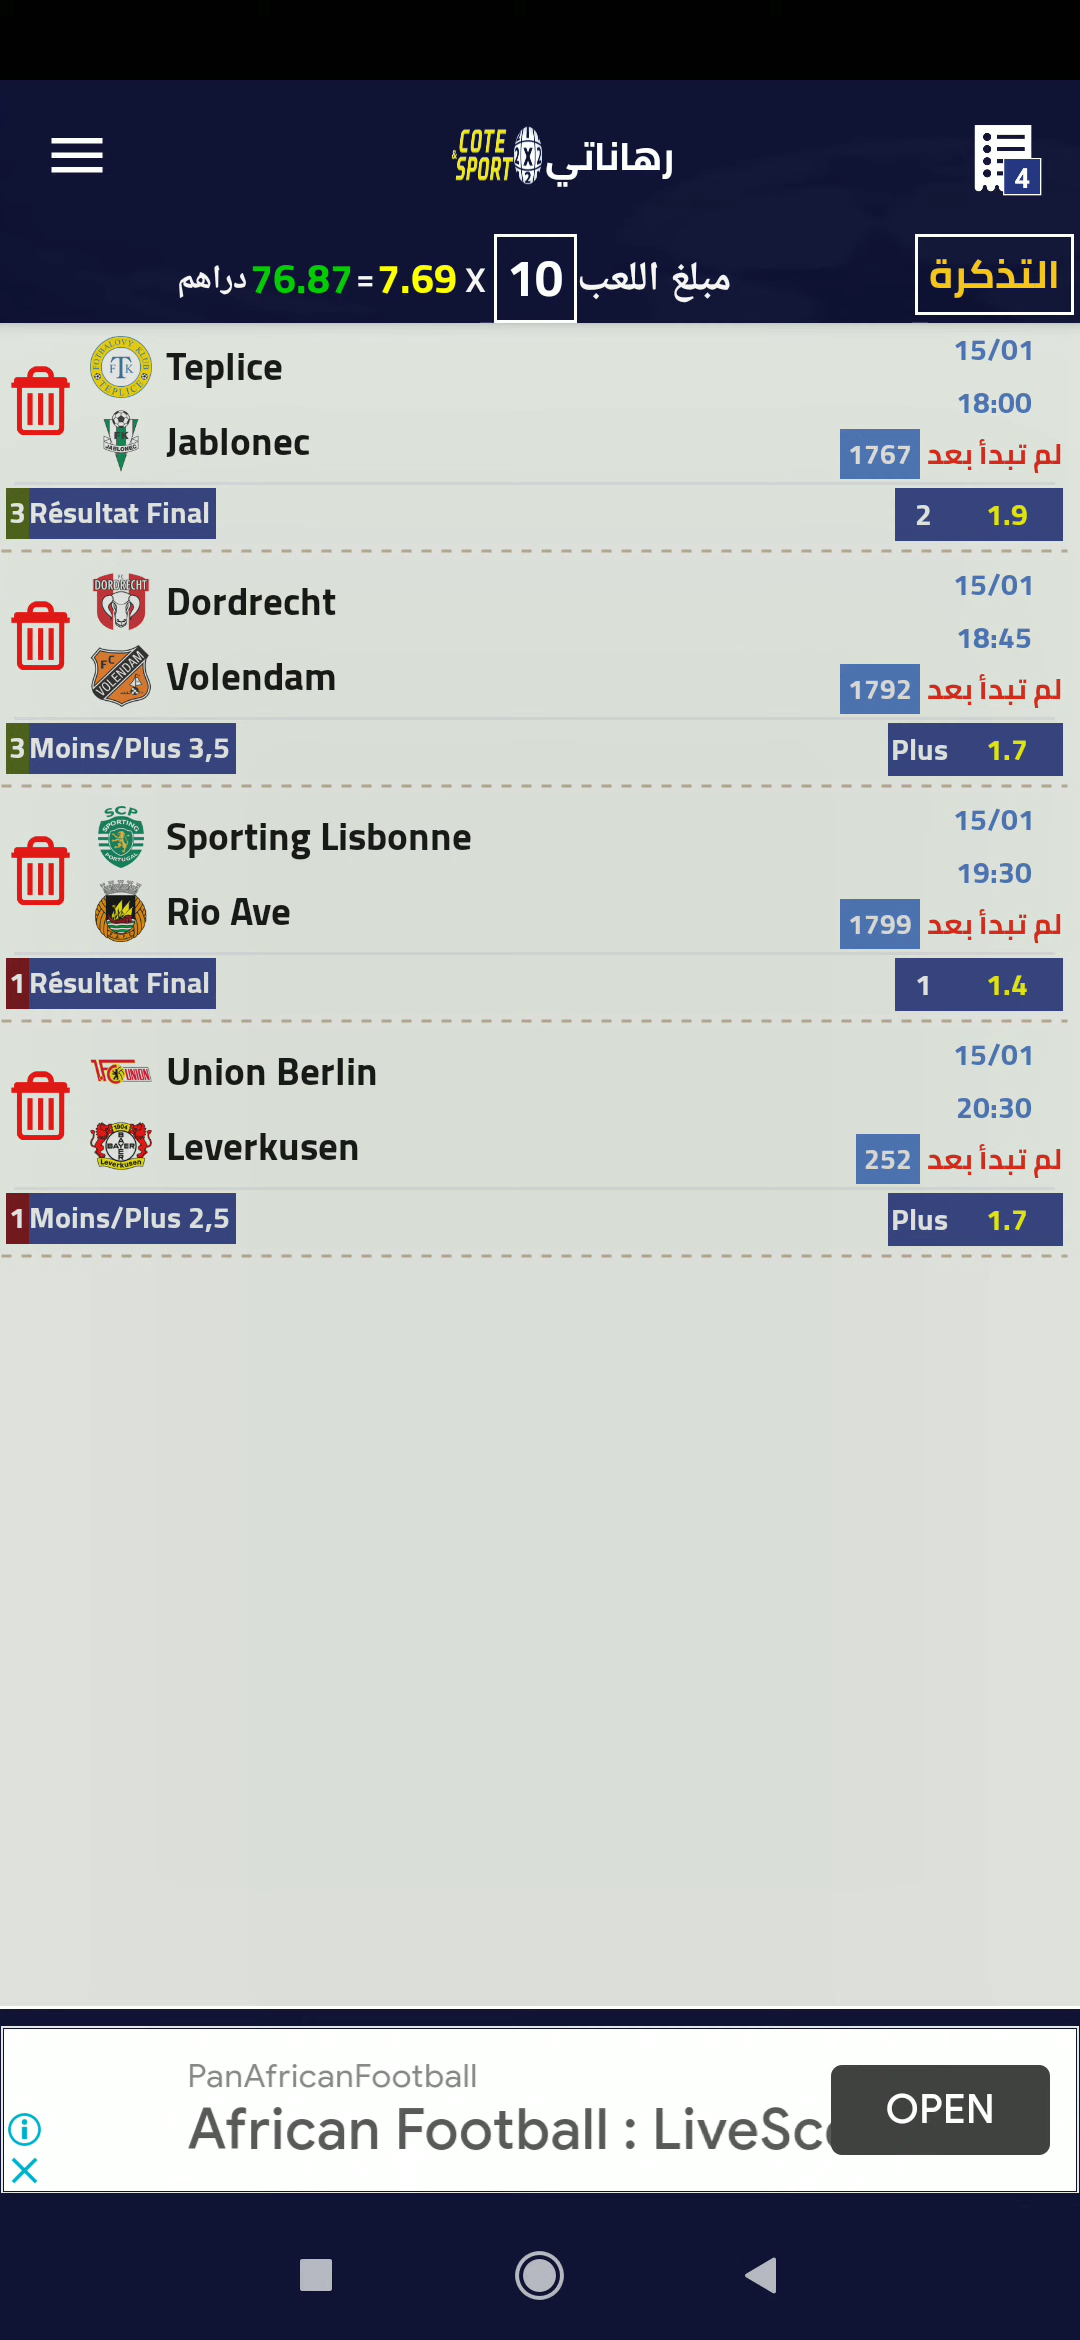 COTE & SPORT 1X2 رهاناتي
4
التذكرة
مبلغ اللعب 10 X 7.69 = 76.87 دراهم
Teplice
15/01
18:00
Jablonec
1767 لم تبدأ بعد
3 Résultat Final 2 1.9
Dordrecht
15/01
18:45
Volendam
1792 لم تبدأ بعد
3 Moins/Plus 3,5 Plus 1.7
Sporting Lisbonne
15/01
19:30
Rio Ave
1799 لم تبدأ بعد
1 Résultat Final 1 1.4
Union Berlin
15/01
20:30
Leverkusen
252 لم تبدأ بعد
1 Moins/Plus 2,5 Plus 1.7
PanAfricanFootball
African Football : LiveSc
OPEN